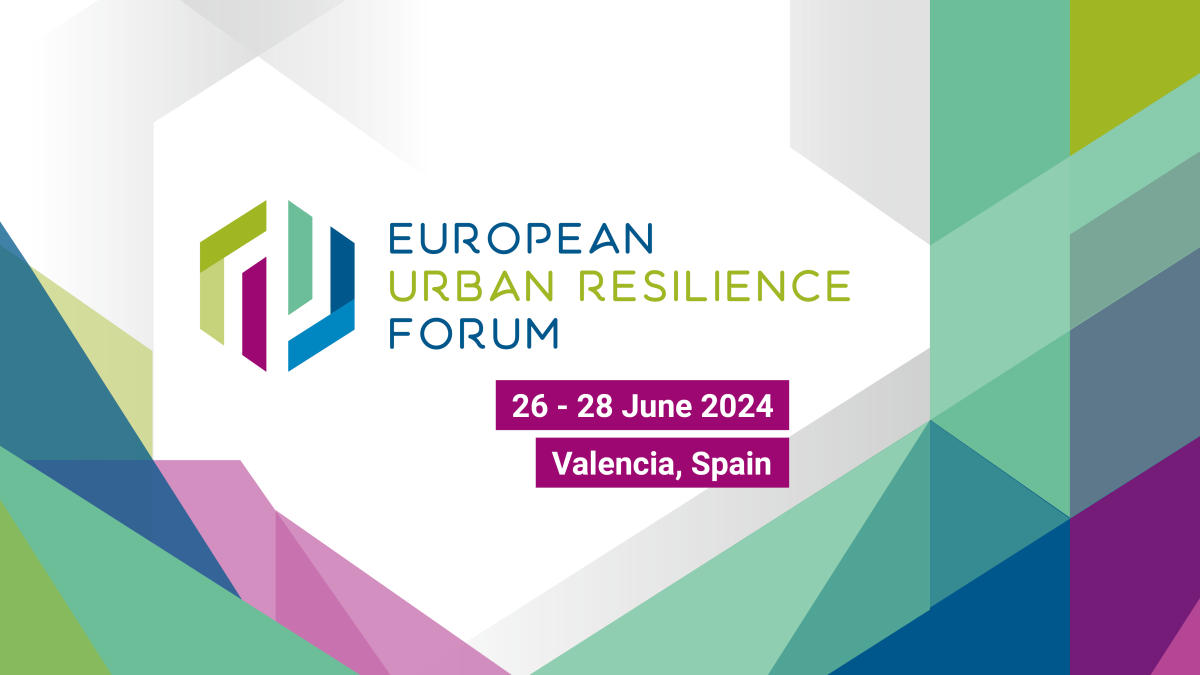 EUROPEAN
URBAN RESILIENCE
FORUM
26 - 28 June 2024
Valencia, Spain